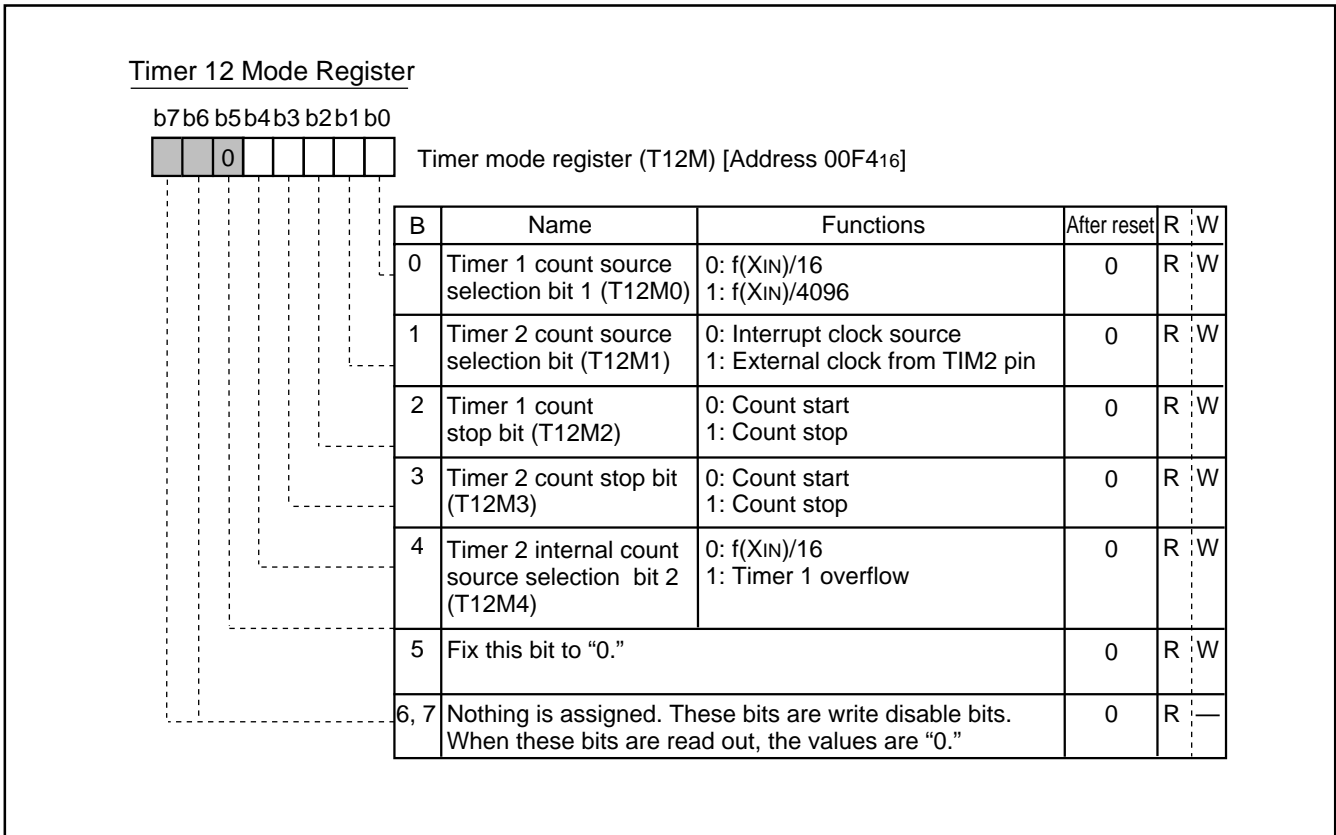 Timer 12 Mode Register
b7 b6 b5 b4 b3 b2 b1 b0
0
Timer mode register (T12M) [Address 00F416]
B Name Functions After reset R W
0 Timer 1 count source selection bit 1 (T12M0) 0: f(XIN)/16 1: f(XIN)/4096 0 R W
1 Timer 2 count source selection bit (T12M1) 0: Interrupt clock source 1: External clock from TIM2 pin 0 R W
2 Timer 1 count stop bit (T12M2) 0: Count start 1: Count stop 0 R W
3 Timer 2 count stop bit (T12M3) 0: Count start 1: Count stop 0 R W
4 Timer 2 internal count source selection bit 2 (T12M4) 0: f(XIN)/16 1: Timer 1 overflow 0 R W
5 Fix this bit to “0.” 0 R W
6, 7 Nothing is assigned. These bits are write disable bits. When these bits are read out, the values are “0.” 0 R —